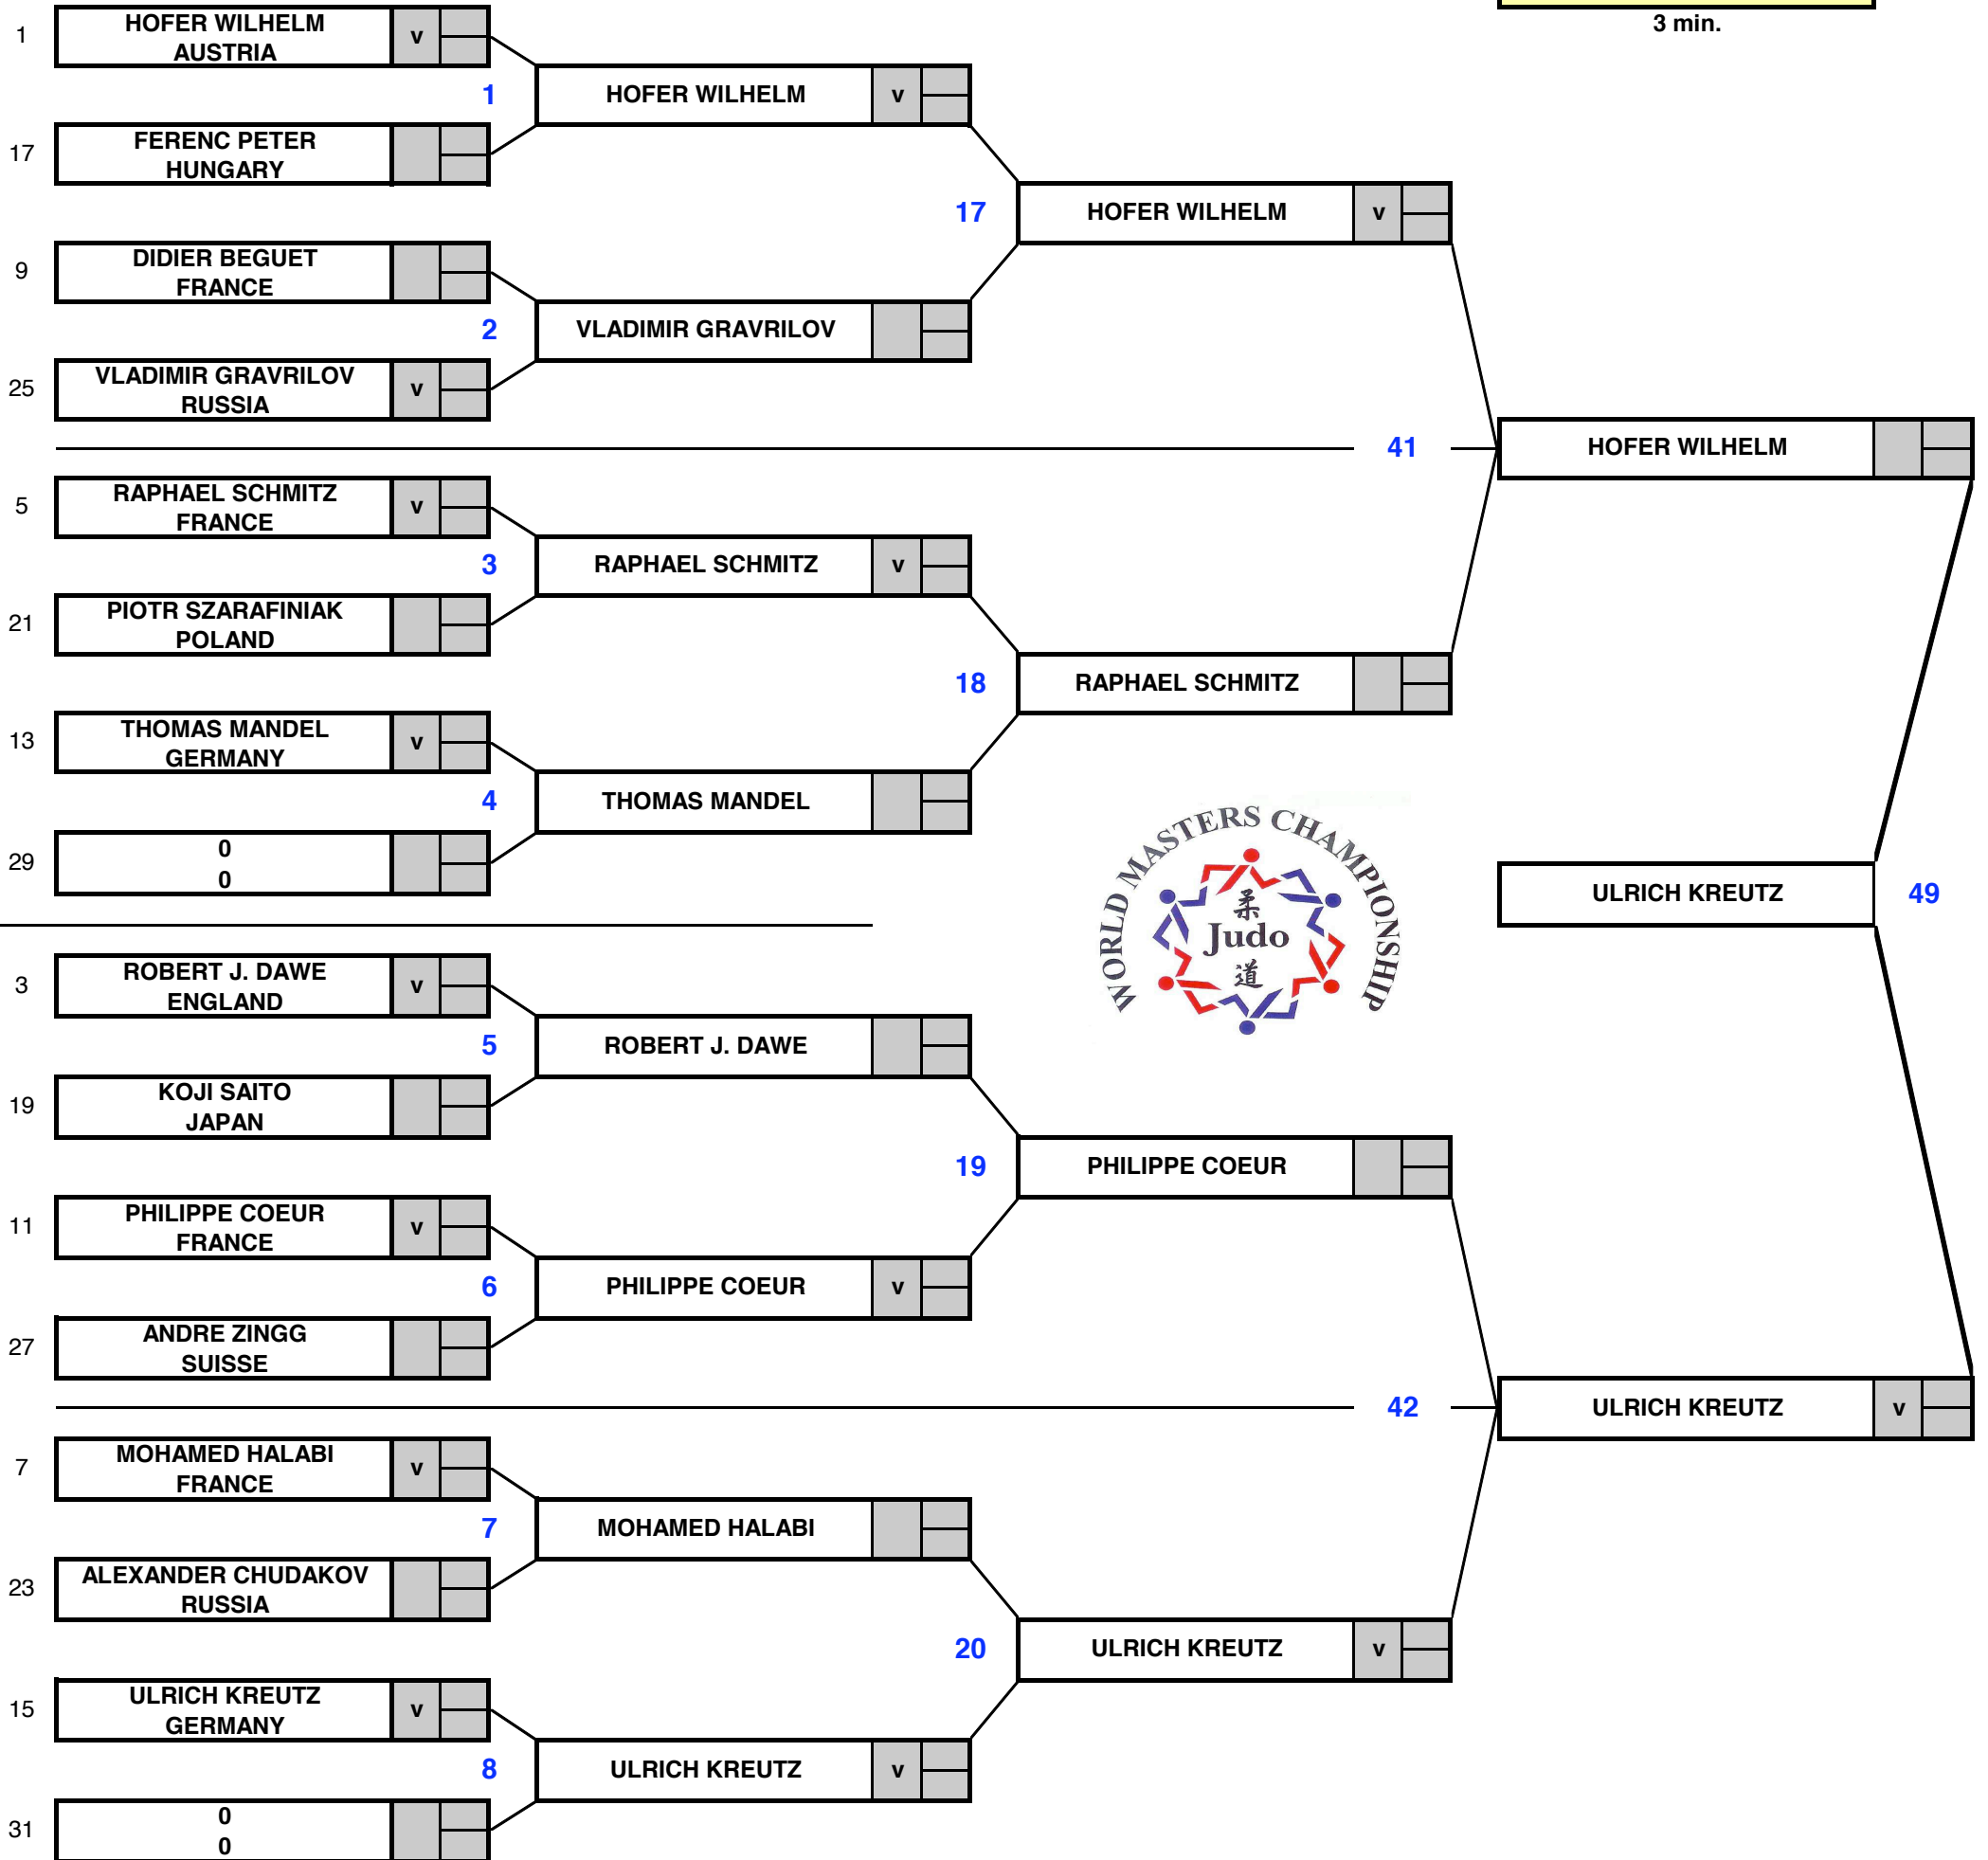 3 min.
1
HOFER WILHELM
AUSTRIA
v
1
HOFER WILHELM
v
17
FERENC PETER
HUNGARY
17
HOFER WILHELM
v
9
DIDIER BEGUET
FRANCE
2
VLADIMIR GRAVRILOV
25
VLADIMIR GRAVRILOV
RUSSIA
v
41
HOFER WILHELM
5
RAPHAEL SCHMITZ
FRANCE
v
3
RAPHAEL SCHMITZ
v
21
PIOTR SZARAFINIAK
POLAND
18
RAPHAEL SCHMITZ
13
THOMAS MANDEL
GERMANY
v
4
THOMAS MANDEL
29
0
0
WORLD MASTERS CHAMPIONSHIP
柔
Judo
道
ULRICH KREUTZ
49
3
ROBERT J. DAWE
ENGLAND
v
5
ROBERT J. DAWE
19
KOJI SAITO
JAPAN
19
PHILIPPE COEUR
11
PHILIPPE COEUR
FRANCE
v
6
PHILIPPE COEUR
v
27
ANDRE ZINGG
SUISSE
42
ULRICH KREUTZ
v
7
MOHAMED HALABI
FRANCE
v
7
MOHAMED HALABI
23
ALEXANDER CHUDAKOV
RUSSIA
20
ULRICH KREUTZ
v
15
ULRICH KREUTZ
GERMANY
v
8
ULRICH KREUTZ
v
31
0
0